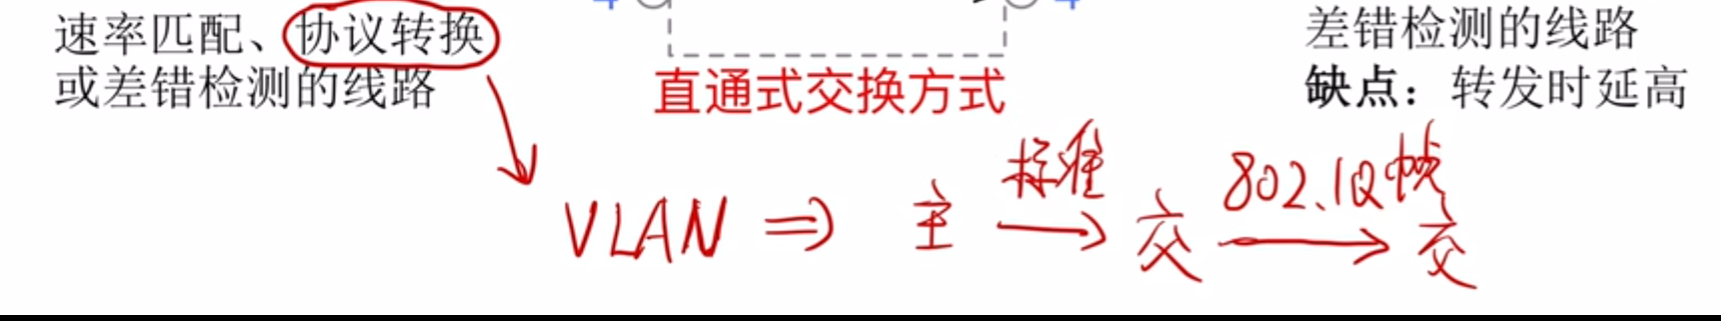 速率匹配、协议转换
或差错检测的线路
直通式交换方式
差错检测的线路
缺点：转发时延高
标准 802.1Q帧
VLAN ⇒ 主 → 交 → 交